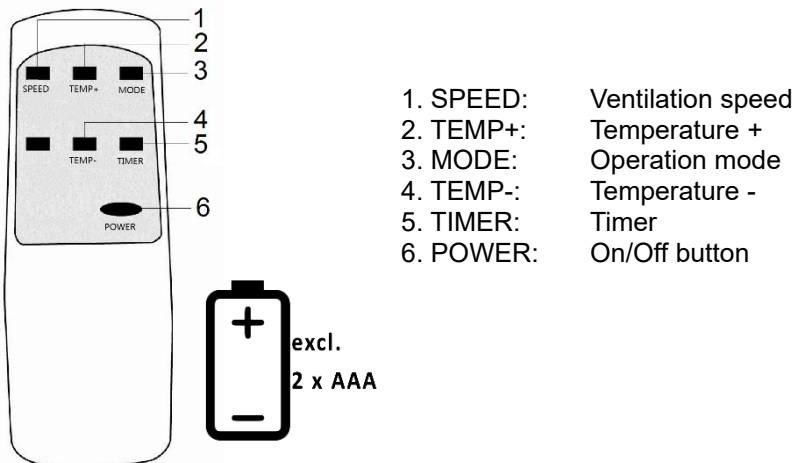 1
2
3
SPEED TEMP+ MODE
4
5
TEMP- TIMER
6
POWER
excl.
2 x AAA
1. SPEED: Ventilation speed
2. TEMP+: Temperature +
3. MODE: Operation mode
4. TEMP-: Temperature -
5. TIMER: Timer
6. POWER: On/Off button